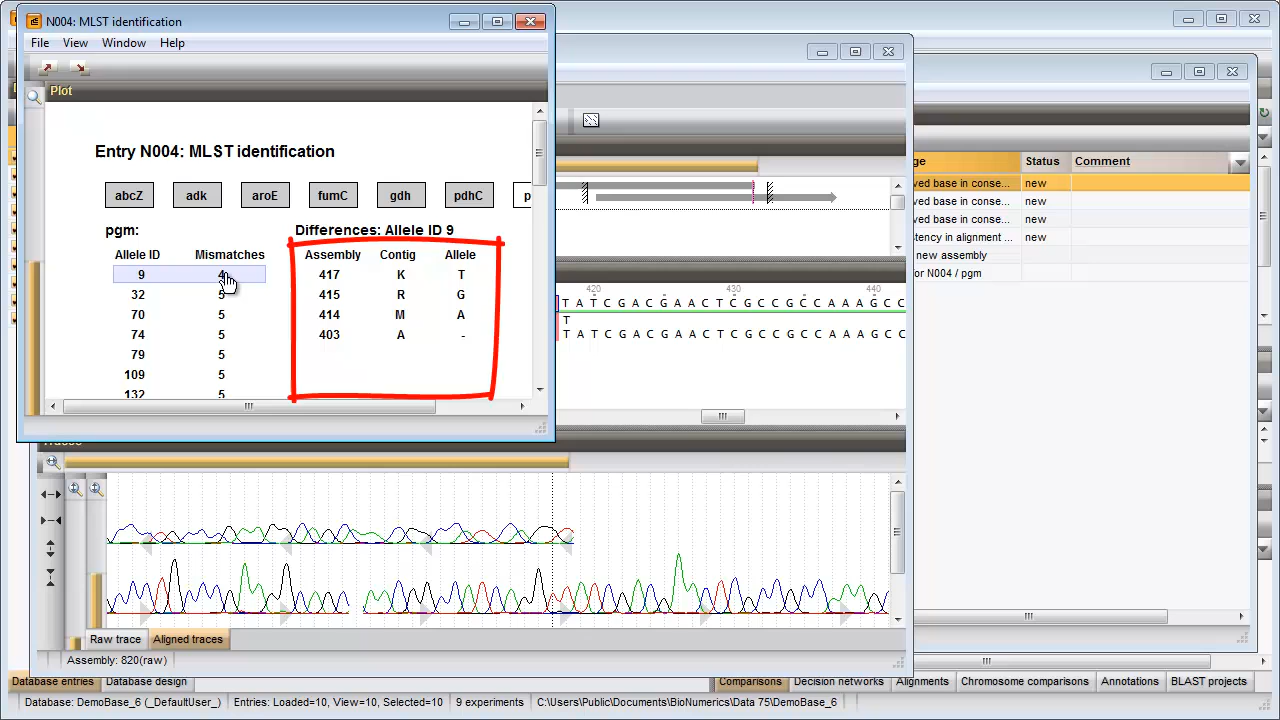 N004: MLST identification
File View Window Help
Plot
Entry N004: MLST identification
abcZ adk aroE fumC gdh pdhC
pgm: Differences: Allele ID 9
Allele ID Mismatches Assembly Contig Allele
9 4 417 K T
32 5 415 R G
70 5 414 M A
74 5 403 A -
79 5
109 5
132 5
ge Status Comment
ved base in conse... new
ved base in conse... new
ved base in conse... new
tency in alignment ... new
new assembly
or N004 / pgm
420 430 440
T A T C G A C G A A C T C G C C G C C A A A G C C
T
T A T C G A C G A A C T C G C C G C C A A A G C C
Raw trace Aligned traces
Assembly: 820(raw)
Database entries Database design Comparisons Decision networks Alignments Chromosome comparisons Annotations BLAST projects
Database: DemoBase_6 (_DefaultUser_) Entries: Loaded=10, View=10, Selected=10 9 experiments C:\Users\Public\Documents\BioNumerics\Data 75\DemoBase_6